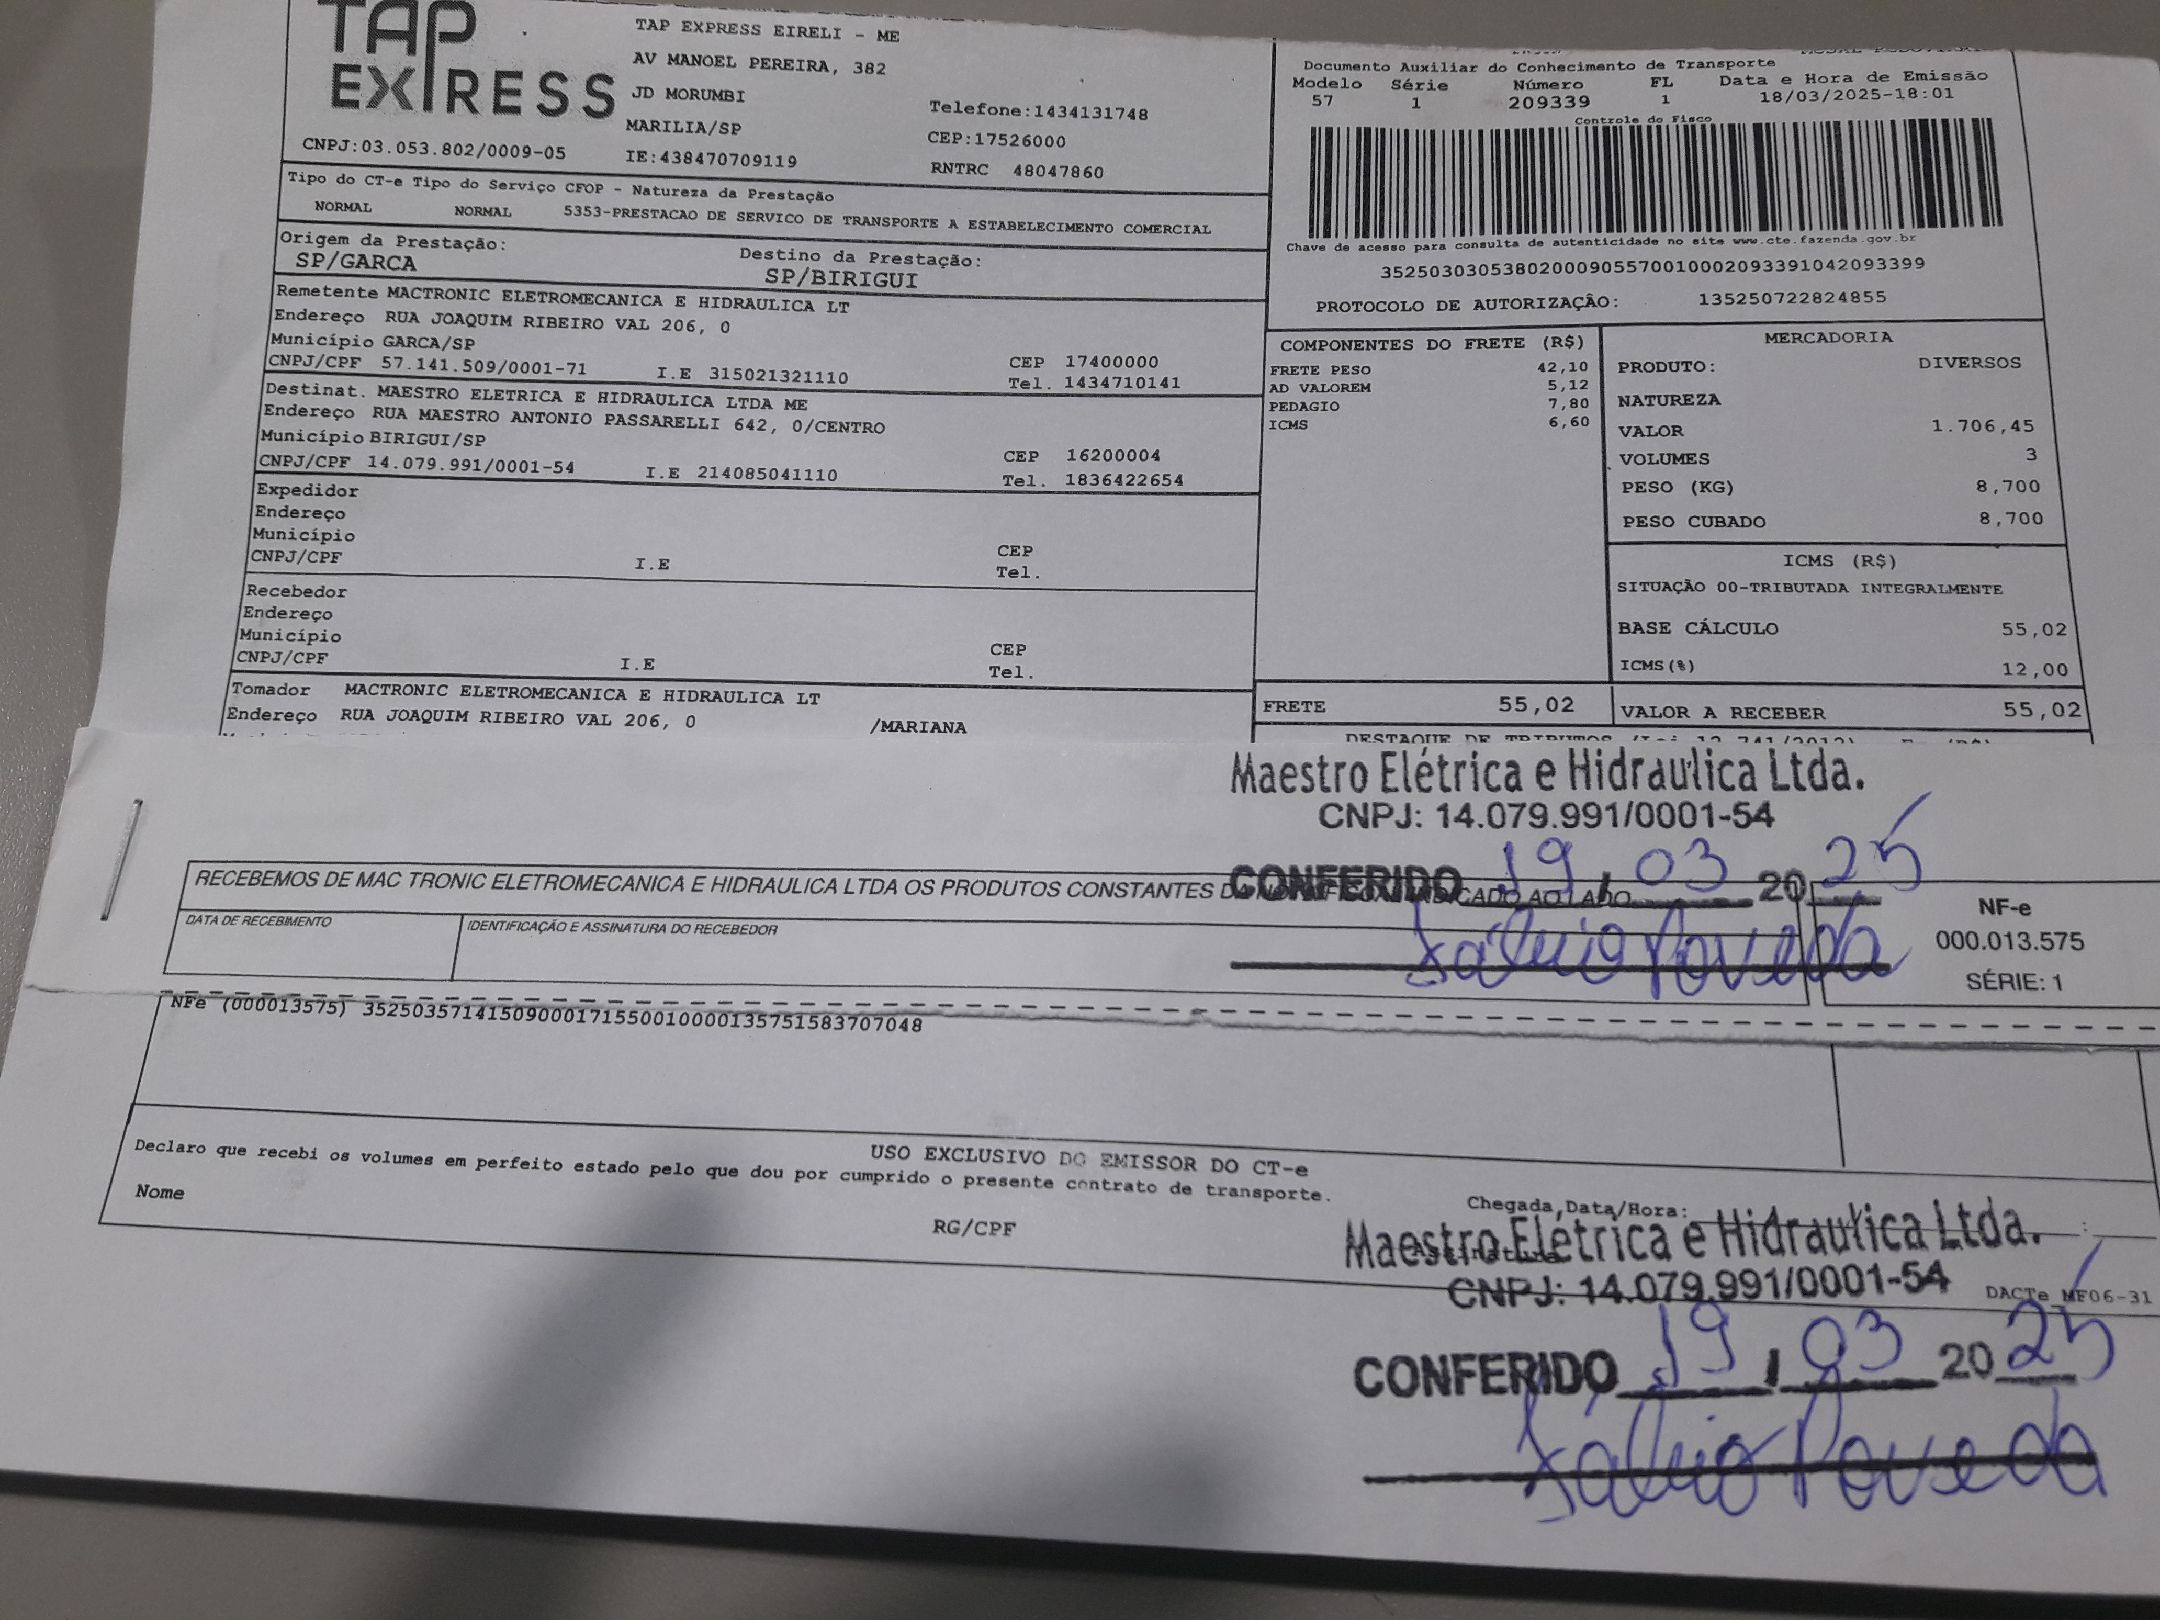 TAP
EXPRESS
TAP EXPRESS EIRELI - ME
AV MANOEL PEREIRA, 382
JD MORUMBI
MARILIA/SP
Telefone:1434131748
CEP:17526000
CNPJ:03.053.802/0009-05
IE:438470709119
RNTRC 48047860
Tipo do CT-e Tipo do Serviço CFOP - Natureza da Prestação
NORMAL NORMAL 5353-PRESTACAO DE SERVICO DE TRANSPORTE A ESTABELECIMENTO COMERCIAL
Origem da Prestação:
SP/GARCA
Destino da Prestação:
SP/BIRIGUI
Remetente MACTRONIC ELETROMECANICA E HIDRAULICA LT
Endereço RUA JOAQUIM RIBEIRO VAL 206, 0
Município GARCA/SP
CEP 17400000
CNPJ/CPF 57.141.509/0001-71 I.E 315021321110 Tel. 1434710141
Destinat. MAESTRO ELETRICA E HIDRAULICA LTDA ME
Endereço RUA MAESTRO ANTONIO PASSARELLI 642, 0/CENTRO
Município BIRIGUI/SP
CEP 16200004
CNPJ/CPF 14.079.991/0001-54 I.E 214085041110 Tel. 1836422654
Expedidor
Endereço
Município
CEP
CNPJ/CPF I.E Tel.
Recebedor
Endereço
Município
CEP
CNPJ/CPF I.E Tel.
Tomador MACTRONIC ELETROMECANICA E HIDRAULICA LT
Endereço RUA JOAQUIM RIBEIRO VAL 206, 0 /MARIANA
Documento Auxiliar do Conhecimento de Transporte
Modelo Série Número FL Data e Hora de Emissão
57 1 209339 1 18/03/2025-18:01
Controle do Fisco
Chave de acesso para consulta de autenticidade no site www.cte.fazenda.gov.br
35250303053802000905570010002093391042093399
PROTOCOLO DE AUTORIZAÇÃO: 135250722824855
COMPONENTES DO FRETE (R$)
FRETE PESO 42,10
AD VALOREM 5,12
PEDAGIO 7,80
ICMS 6,60
MERCADORIA
PRODUTO: DIVERSOS
NATUREZA
VALOR 1.706,45
VOLUMES 3
PESO (KG) 8,700
PESO CUBADO 8,700
ICMS (R$)
SITUAÇÃO 00-TRIBUTADA INTEGRALMENTE
BASE CÁLCULO 55,02
ICMS(%) 12,00
FRETE 55,02
VALOR A RECEBER 55,02
DESTAQUE DE TRIBUTOS (Lei 12.741/2012)
Maestro Elétrica e Hidraulica Ltda.
CNPJ: 14.079.991/0001-54
CONFERIDO 19 / 03 2025
RECEBEMOS DE MAC TRONIC ELETROMECANICA E HIDRAULICA LTDA OS PRODUTOS CONSTANTES INDICADO AO LADO
DATA DE RECEBIMENTO
IDENTIFICAÇÃO E ASSINATURA DO RECEBEDOR
NF-e
000.013.575
SÉRIE: 1
NFe (000013575) 35250357141509000171550010000135751583707048
USO EXCLUSIVO DO EMISSOR DO CT-e
Declaro que recebi os volumes em perfeito estado pelo que dou por cumprido o presente contrato de transporte.
Nome
RG/CPF
Chegada,Data/Hora:
Maestro Elétrica e Hidraulica Ltda.
CNPJ: 14.079.991/0001-54
DACTe MF06-31
CONFERIDO 19 / 03 2025